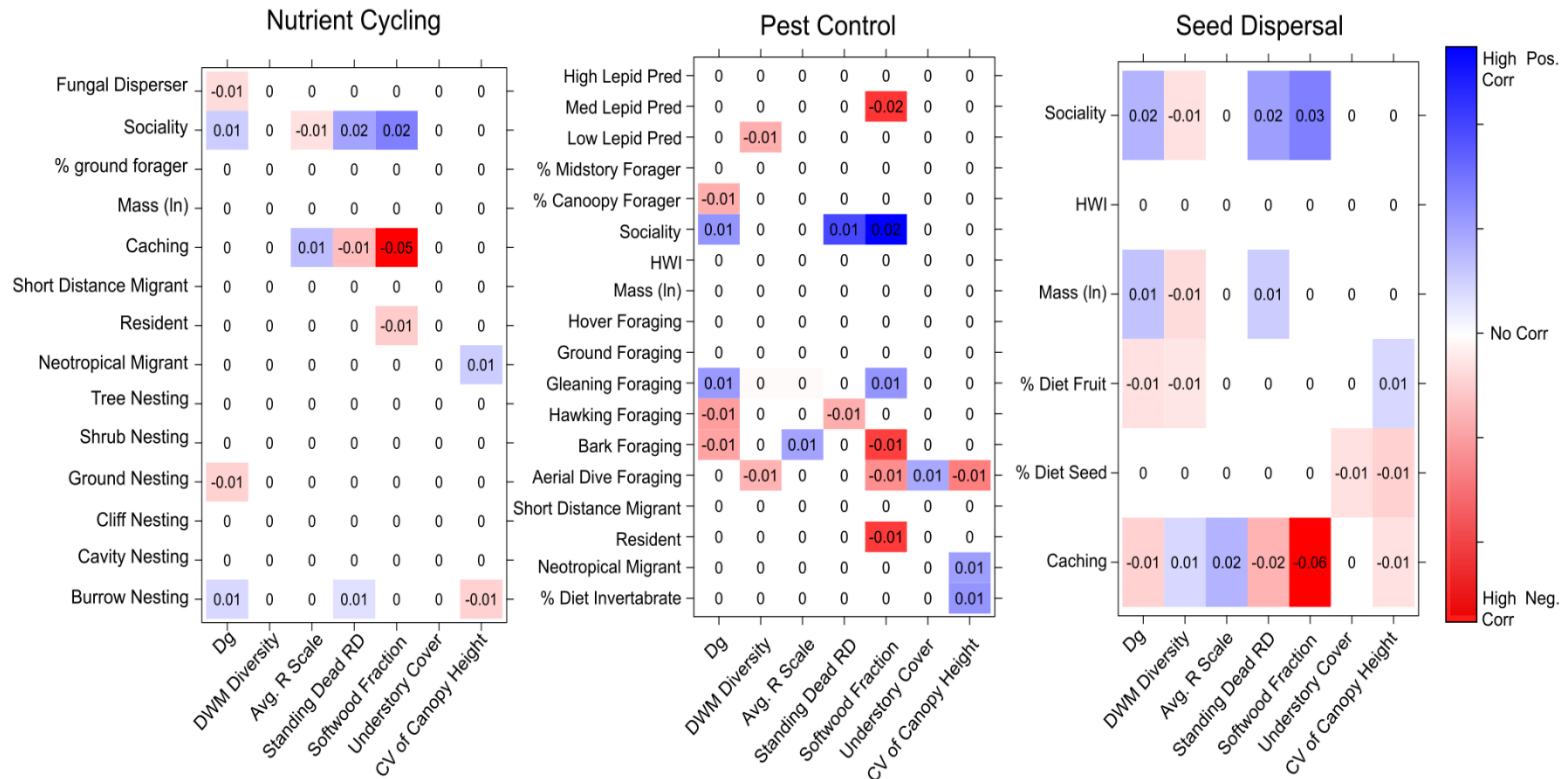 Nutrient Cycling
Fungal Disperser -0.01 0 0 0 0 0 0
Sociality 0.01 0 -0.01 0.02 0.02 0 0
% ground forager 0 0 0 0 0 0 0
Mass (ln) 0 0 0 0 0 0 0
Caching 0 0 0.01 -0.01 -0.05 0 0
Short Distance Migrant 0 0 0 0 0 0 0
Resident 0 0 0 0 -0.01 0 0
Neotropical Migrant 0 0 0 0 0 0 0.01
Tree Nesting 0 0 0 0 0 0 0
Shrub Nesting 0 0 0 0 0 0 0
Ground Nesting -0.01 0 0 0 0 0 0
Cliff Nesting 0 0 0 0 0 0 0
Cavity Nesting 0 0 0 0 0 0 0
Burrow Nesting 0.01 0 0 0.01 0 0 -0.01
Dg
DWM Diversity
Avg. R Scale
Standing Dead RD
Softwood Fraction
Understory Cover
CV of Canopy Height
Pest Control
High Lepid Pred 0 0 0 0 0 0 0
Med Lepid Pred 0 0 0 0 -0.02 0 0
Low Lepid Pred 0 -0.01 0 0 0 0 0
% Midstory Forager 0 0 0 0 0 0 0
% Canoopy Forager -0.01 0 0 0 0 0 0
Sociality 0.01 0 0 0.01 0.02 0 0
HWI 0 0 0 0 0 0 0
Mass (ln) 0 0 0 0 0 0 0
Hover Foraging 0 0 0 0 0 0 0
Ground Foraging 0 0 0 0 0 0 0
Gleaning Foraging 0.01 0 0 0 0.01 0 0
Hawking Foraging -0.01 0 0 -0.01 0 0 0
Bark Foraging -0.01 0 0.01 0 -0.01 0 0
Aerial Dive Foraging 0 -0.01 0 0 -0.01 0.01 -0.01
Short Distance Migrant 0 0 0 0 0 0 0
Resident 0 0 0 0 -0.01 0 0
Neotropical Migrant 0 0 0 0 0 0 0.01
% Diet Invertabrate 0 0 0 0 0 0 0.01
Dg
DWM Diversity
Avg. R Scale
Standing Dead RD
Softwood Fraction
Understory Cover
CV of Canopy Height
Seed Dispersal
Sociality 0.02 -0.01 0 0.02 0.03 0 0
HWI 0 0 0 0 0 0 0
Mass (ln) 0.01 -0.01 0 0.01 0 0 0
% Diet Fruit -0.01 -0.01 0 0 0 0 0.01
% Diet Seed 0 0 0 0 0 -0.01 -0.01
Caching -0.01 0.01 0.02 -0.02 -0.06 0 -0.01
Dg
DWM Diversity
Avg. R Scale
Standing Dead RD
Softwood Fraction
Understory Cover
CV of Canopy Height
High Pos.
Corr
No Corr
High Neg.
Corr